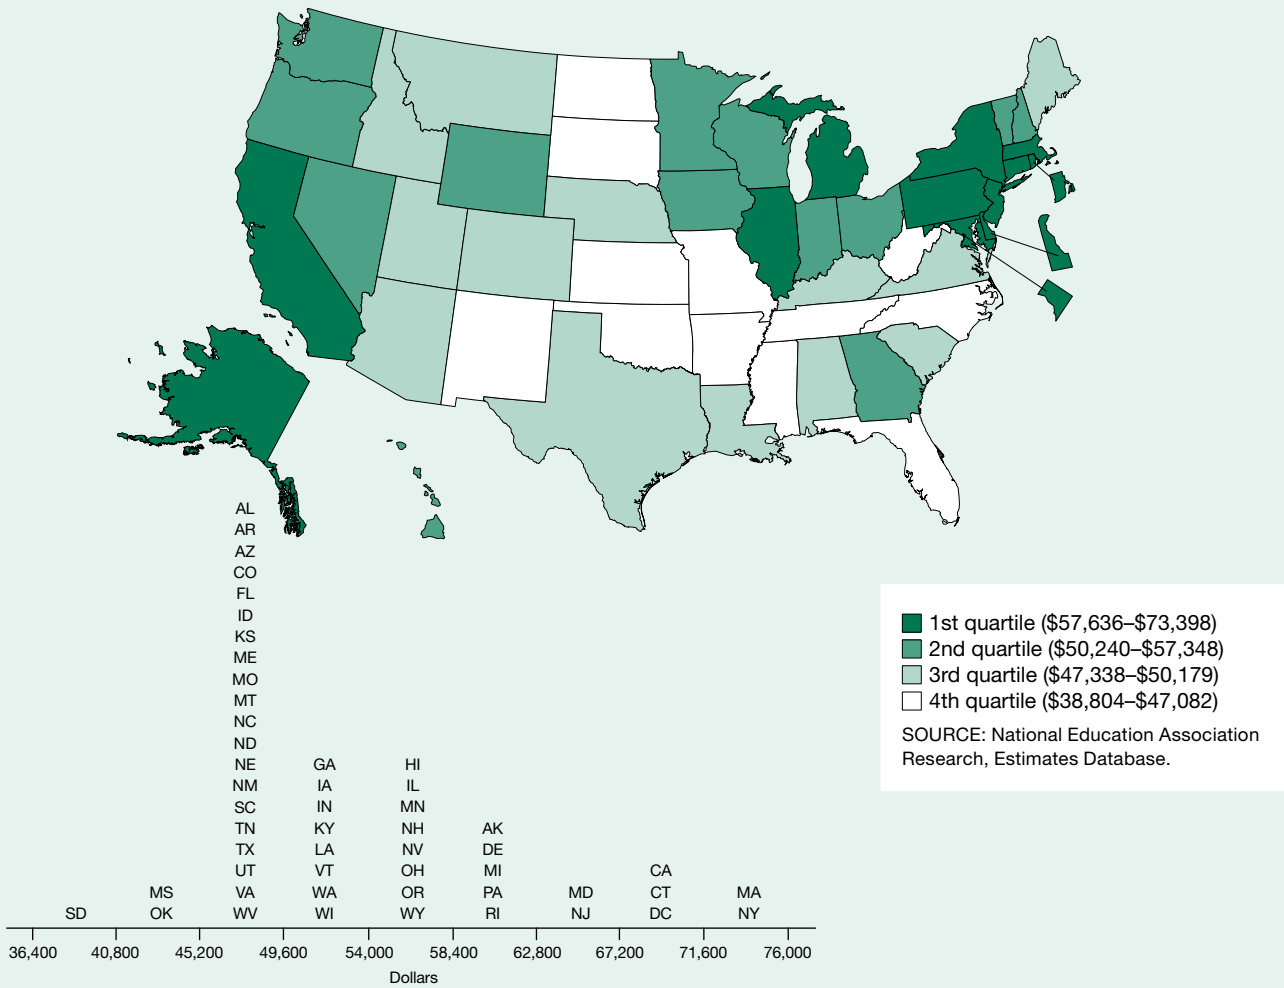 1st quartile ($57,636–$73,398)
2nd quartile ($50,240–$57,348)
3rd quartile ($47,338–$50,179)
4th quartile ($38,804–$47,082)
SOURCE: National Education Association
Research, Estimates Database.
AL
AR
AZ
CO
FL
ID
KS
ME
MO
MT
NC
ND
NE GA HI
NM IA IL
SC IN MN
TN KY NH AK
TX LA NV DE
UT VT OH MI CA
MS VA WA OR PA MD CT MA
SD OK WV WI WY RI NJ DC NY
36,400 40,800 45,200 49,600 54,000 58,400 62,800 67,200 71,600 76,000
Dollars